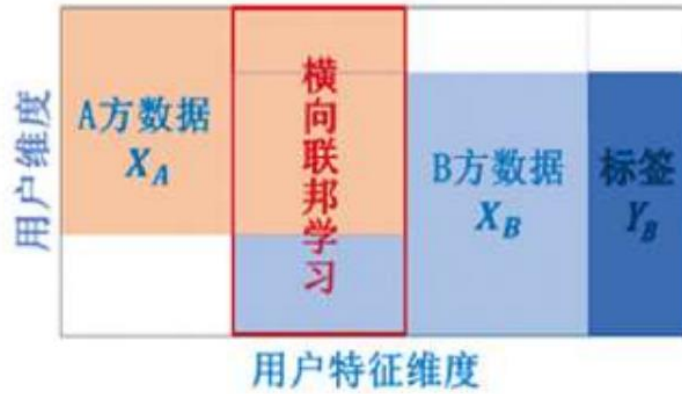 用户维度
A方数据
X_A
横向联邦学习
B方数据
X_B
标签
Y_B
用户特征维度